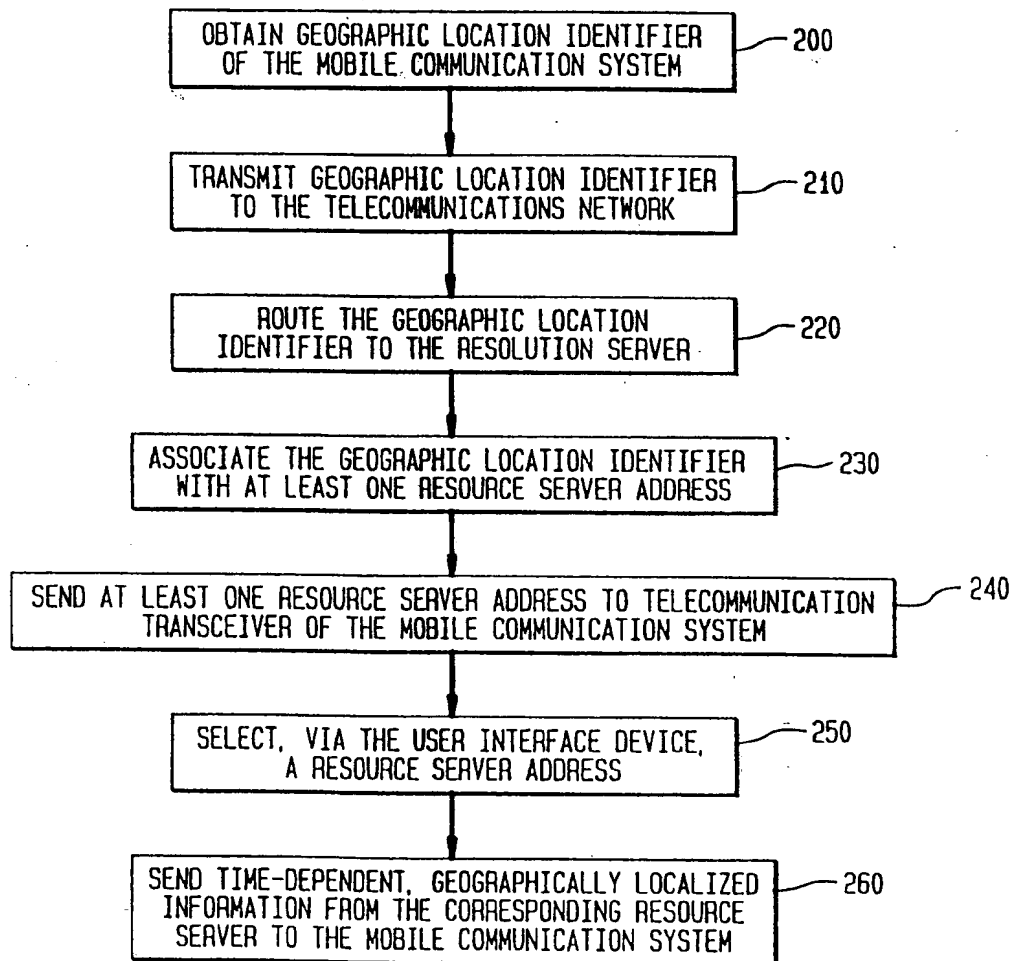 OBTAIN GEOGRAPHIC LOCATION IDENTIFIER
OF THE MOBILE COMMUNICATION SYSTEM
200
TRANSMIT GEOGRAPHIC LOCATION IDENTIFIER
TO THE TELECOMMUNICATIONS NETWORK
210
ROUTE THE GEOGRAPHIC LOCATION
IDENTIFIER TO THE RESOLUTION SERVER
220
ASSOCIATE THE GEOGRAPHIC LOCATION IDENTIFIER
WITH AT LEAST ONE RESOURCE SERVER ADDRESS
230
SEND AT LEAST ONE RESOURCE SERVER ADDRESS TO TELECOMMUNICATION
TRANSCEIVER OF THE MOBILE COMMUNICATION SYSTEM
240
SELECT, VIA THE USER INTERFACE DEVICE,
A RESOURCE SERVER ADDRESS
250
SEND TIME-DEPENDENT, GEOGRAPHICALLY LOCALIZED
INFORMATION FROM THE CORRESPONDING RESOURCE
SERVER TO THE MOBILE COMMUNICATION SYSTEM
260